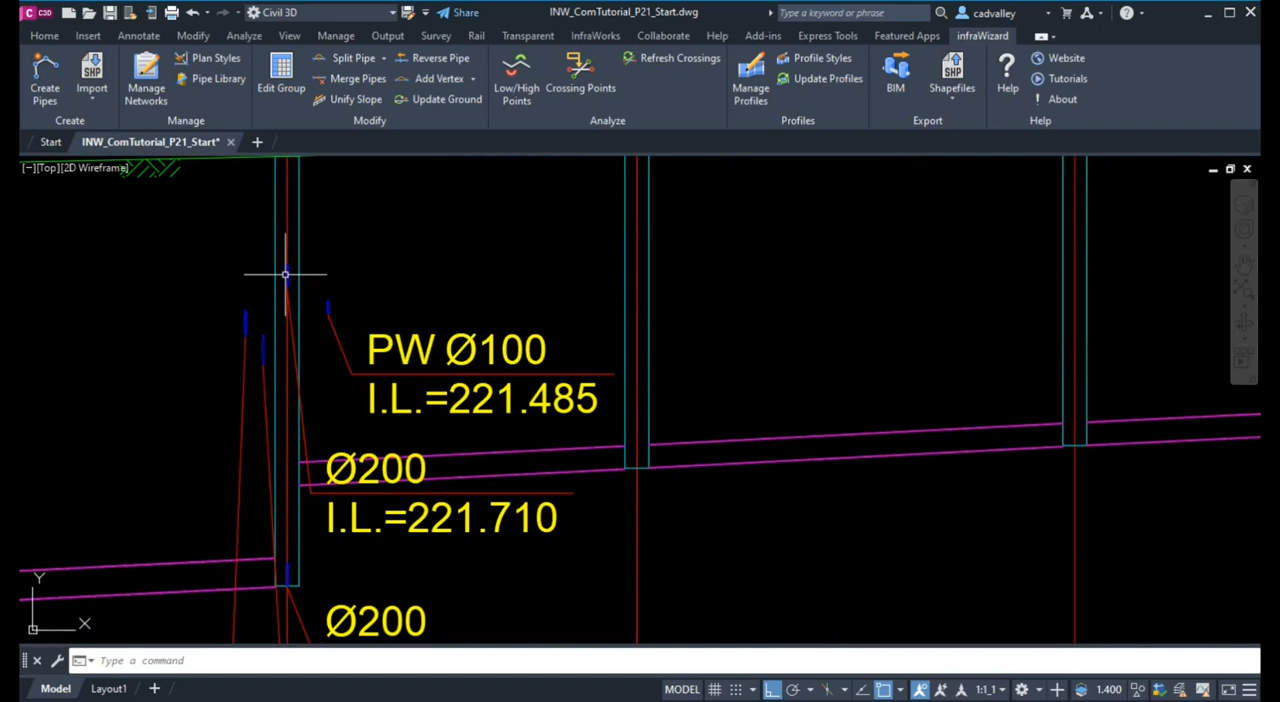 C3D Civil 3D Share INW_ComTutorial_P21_Start.dwg Type a keyword or phrase cadvalley
Home Insert Annotate Modify Analyze View Manage Output Survey Rail Transparent InfraWorks Collaborate Help Add-ins Express Tools Featured Apps infraWizard
Create Pipes
Import
Manage Networks
Plan Styles
Pipe Library
Edit Group
Split Pipe
Merge Pipes
Unify Slope
Reverse Pipe
Add Vertex
Update Ground
Low/High Points
Crossing Points
Refresh Crossings
Manage Profiles
Profile Styles
Update Profiles
BIM
Shapefiles
Help
Website
Tutorials
About
Create Manage Modify Analyze Profiles Export Help
Start INW_ComTutorial_P21_Start*
[−][Top][2D Wireframe]
PW Ø100
I.L.=221.485
Ø200
I.L.=221.710
Ø200
Y
X
Type a command
Model Layout1 MODEL 1:1_1 1.400